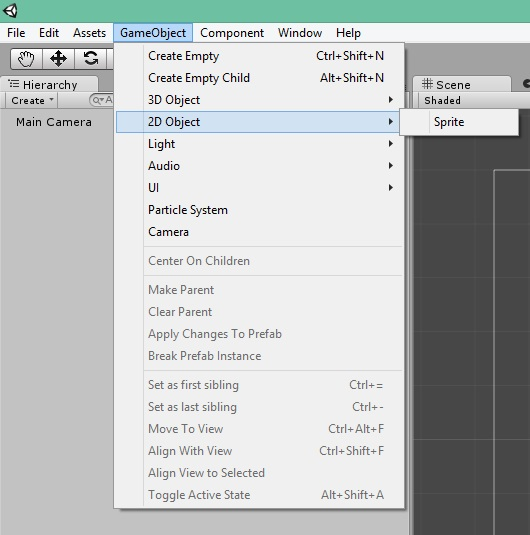 File Edit Assets GameObject Component Window Help
Hierarchy
Create
Main Camera
Create Empty Ctrl+Shift+N
Create Empty Child Alt+Shift+N
3D Object
2D Object
Light
Audio
UI
Particle System
Camera
Center On Children
Make Parent
Clear Parent
Apply Changes To Prefab
Break Prefab Instance
Set as first sibling Ctrl+=
Set as last sibling Ctrl+-
Move To View Ctrl+Alt+F
Align With View Ctrl+Shift+F
Align View to Selected
Toggle Active State Alt+Shift+A
Scene
Shaded
Sprite